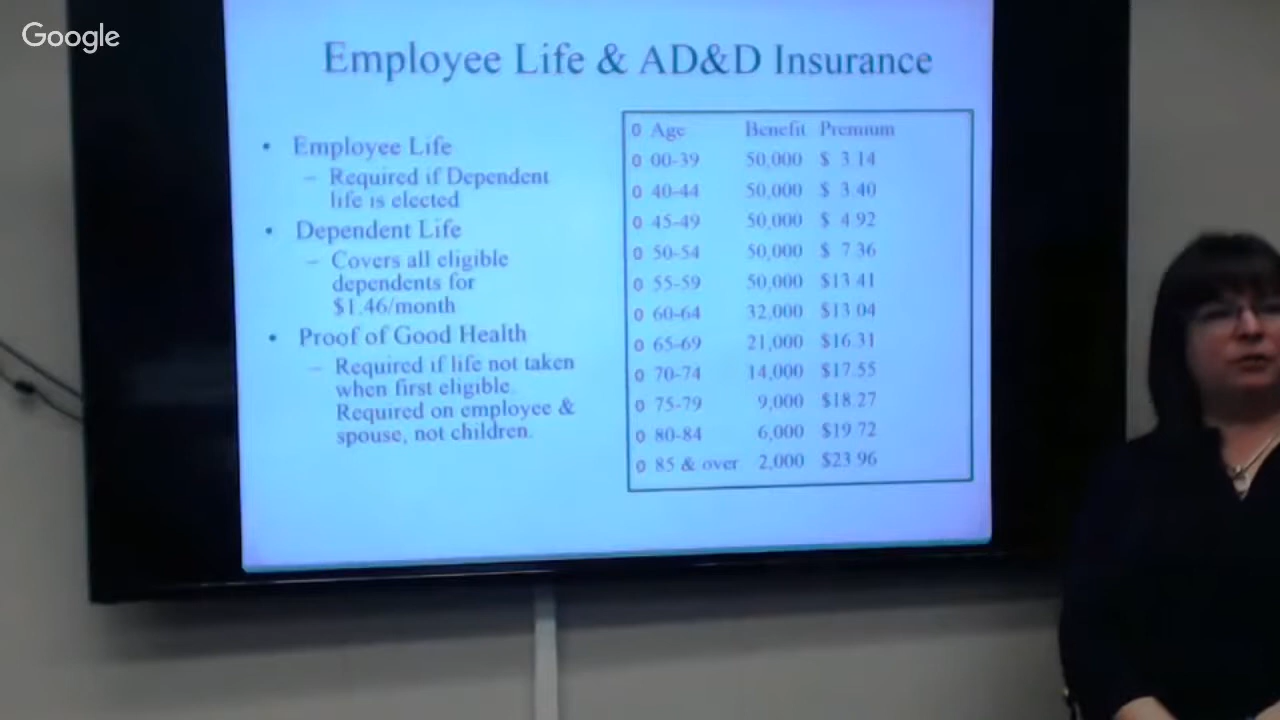 Google
Employee Life & AD&D Insurance
• Employee Life
– Required if Dependent
life is elected
• Dependent Life
– Covers all eligible
dependents for
$1.46/month
• Proof of Good Health
– Required if life not taken
when first eligible.
Required on employee &
spouse, not children.
0 Age Benefit Premium
0 00-39 50,000 $ 3.14
0 40-44 50,000 $ 3.40
0 45-49 50,000 $ 4.92
0 50-54 50,000 $ 7.36
0 55-59 50,000 $13.41
0 60-64 32,000 $13.04
0 65-69 21,000 $16.31
0 70-74 14,000 $17.55
0 75-79 9,000 $18.27
0 80-84 6,000 $19.72
0 85 & over 2,000 $23.96